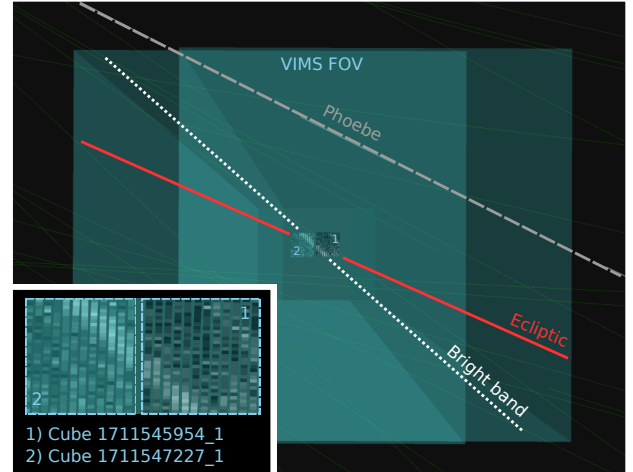 VIMS FOV
Phoebe
1
2
Ecliptic
Bright band
1
2
1) Cube 1711545954_1
2) Cube 1711547227_1